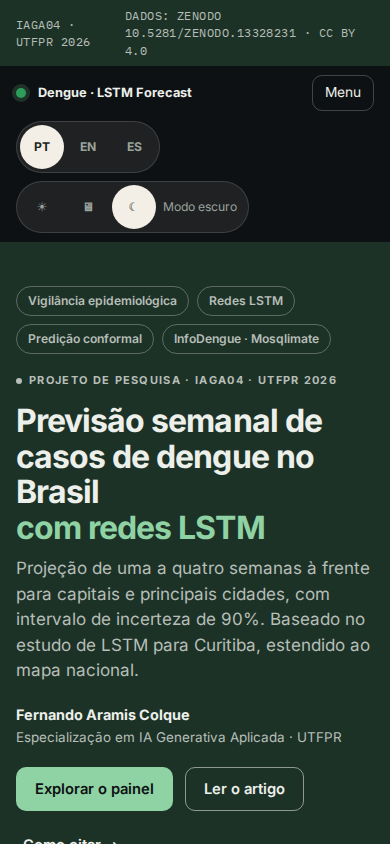 IAGA04 ·
UTFPR 2026
DADOS: ZENODO
10.5281/ZENODO.13328231 · CC BY
4.0
Dengue · LSTM Forecast
Menu
PT EN ES
Modo escuro
Vigilância epidemiológica
Redes LSTM
Predição conformal
InfoDengue · Mosqlimate
PROJETO DE PESQUISA · IAGA04 · UTFPR 2026
Previsão semanal de
casos de dengue no
Brasil
com redes LSTM
Projeção de uma a quatro semanas à frente
para capitais e principais cidades, com
intervalo de incerteza de 90%. Baseado no
estudo de LSTM para Curitiba, estendido ao
mapa nacional.
Fernando Aramis Colque
Especialização em IA Generativa Aplicada · UTFPR
Explorar o painel
Ler o artigo
Como citar →